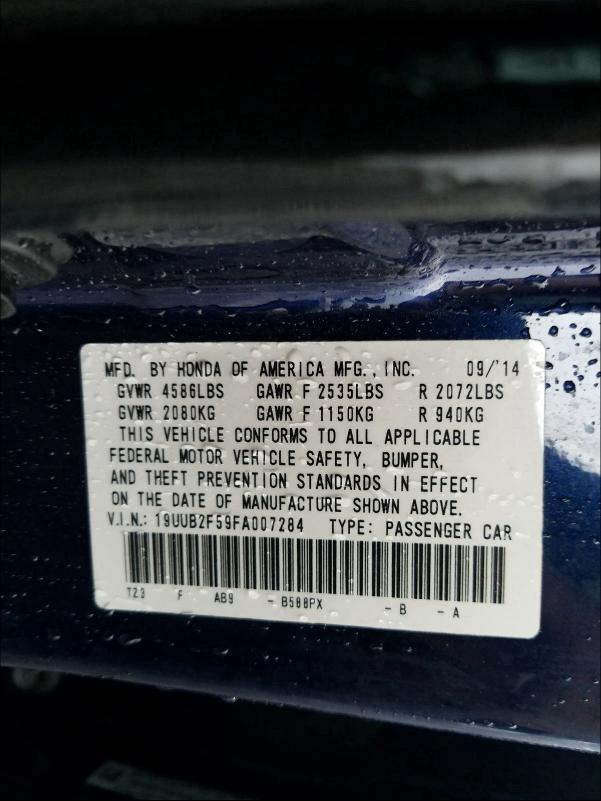 MFD. BY HONDA OF AMERICA MFG., INC. 09/'14
GVWR 4586LBS GAWR F 2535LBS R 2072LBS
GVWR 2080KG GAWR F 1150KG R 940KG
THIS VEHICLE CONFORMS TO ALL APPLICABLE
FEDERAL MOTOR VEHICLE SAFETY, BUMPER,
AND THEFT PREVENTION STANDARDS IN EFFECT
ON THE DATE OF MANUFACTURE SHOWN ABOVE.
V.I.N.: 19UUB2F59FA007284 TYPE: PASSENGER CAR
TZ3 F AB9 - B588PX - B - A